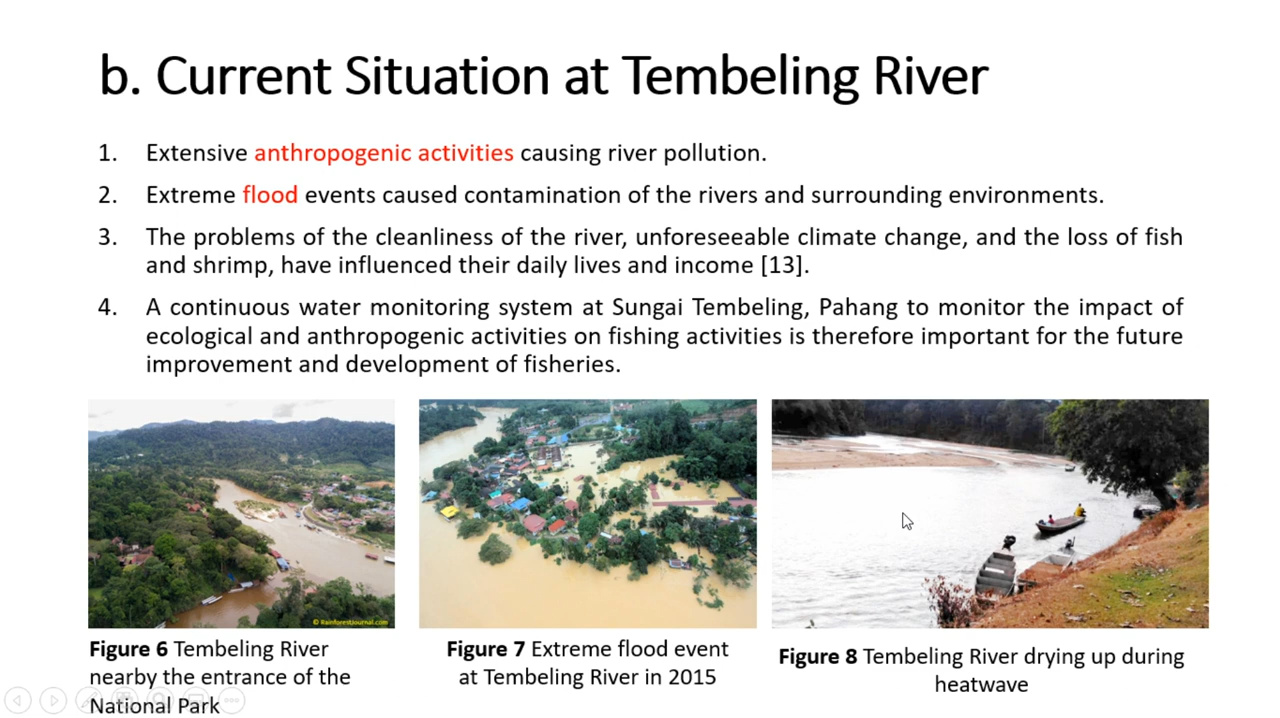 b. Current Situation at Tembeling River
1. Extensive anthropogenic activities causing river pollution.
2. Extreme flood events caused contamination of the rivers and surrounding environments.
3. The problems of the cleanliness of the river, unforeseeable climate change, and the loss of fish
and shrimp, have influenced their daily lives and income [13].
4. A continuous water monitoring system at Sungai Tembeling, Pahang to monitor the impact of
ecological and anthropogenic activities on fishing activities is therefore important for the future
improvement and development of fisheries.
© RainforestJournal.com
Figure 6 Tembeling River
nearby the entrance of the
National Park
Figure 7 Extreme flood event
at Tembeling River in 2015
Figure 8 Tembeling River drying up during
heatwave